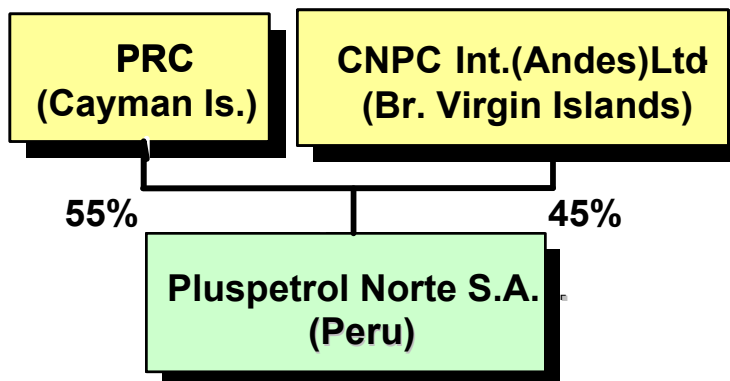 PRC
(Cayman Is.)
CNPC Int.(Andes)Ltd
(Br. Virgin Islands)
55%
45%
Pluspetrol Norte S.A.
(Peru)